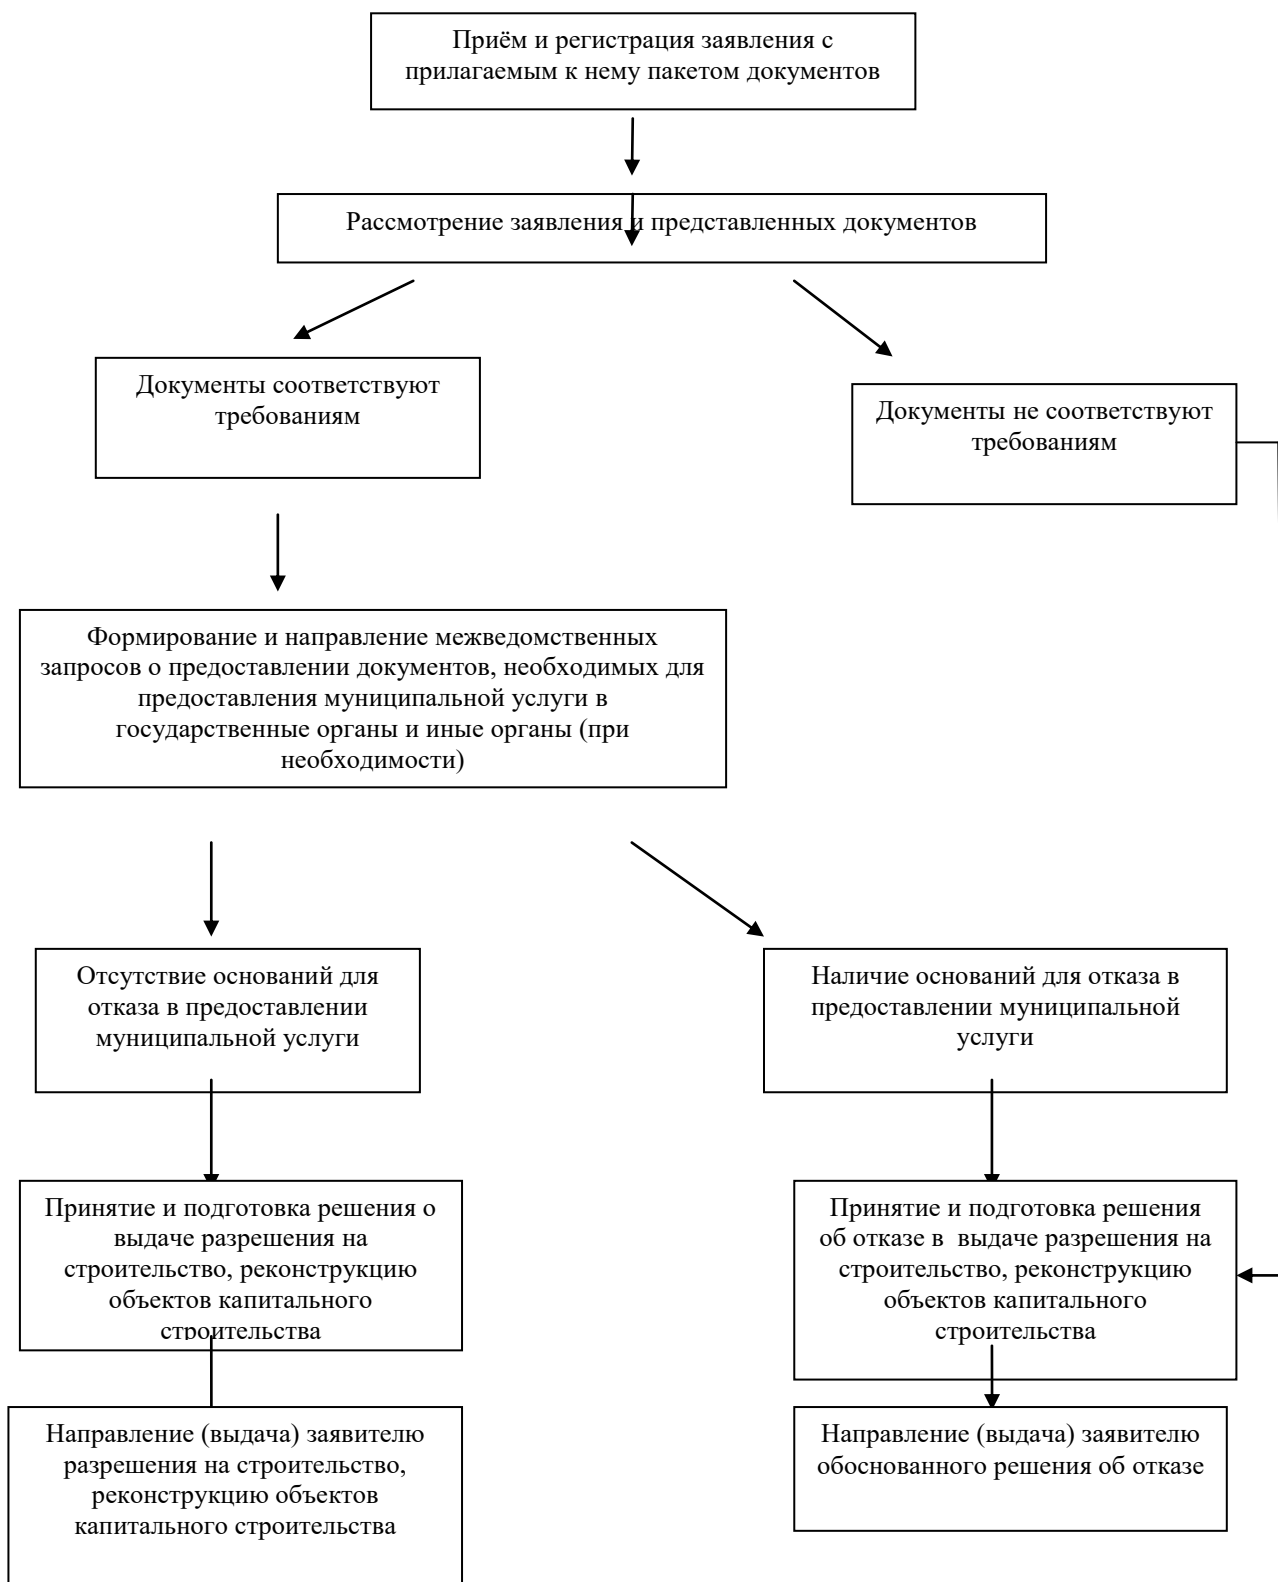 Приём и регистрация заявления с
прилагаемым к нему пакетом документов
Рассмотрение заявления и представленных документов
Документы соответствуют
требованиям
Документы не соответствуют
требованиям
Формирование и направление межведомственных
запросов о предоставлении документов, необходимых для
предоставления муниципальной услуги в
государственные органы и иные органы (при
необходимости)
Отсутствие оснований для
отказа в предоставлении
муниципальной услуги
Наличие оснований для отказа в
предоставлении муниципальной
услуги
Принятие и подготовка решения о
выдаче разрешения на
строительство, реконструкцию
объектов капитального
строительства
Принятие и подготовка решения
об отказе в  выдаче разрешения на
строительство, реконструкцию
объектов капитального
строительства
Направление (выдача) заявителю
разрешения на строительство,
реконструкцию объектов
капитального строительства
Направление (выдача) заявителю
обоснованного решения об отказе